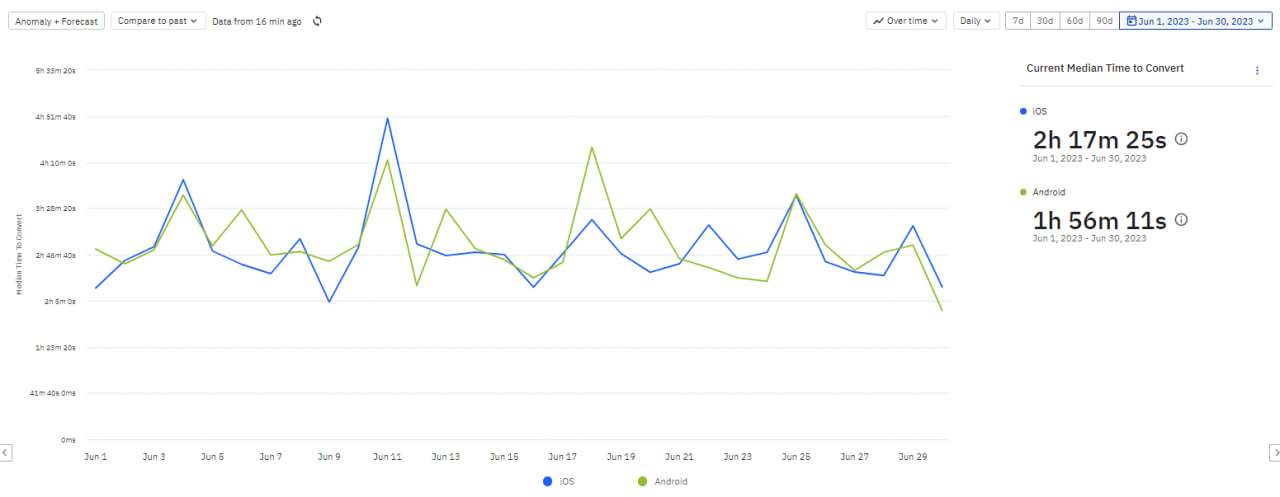 Anomaly + Forecast Compare to past Data from 16 min ago Over time Daily 7d 30d 60d 90d Jun 1, 2023 - Jun 30, 2023
Median Time To Convert
5h 33m 20s
4h 51m 40s
4h 10m 0s
3h 28m 20s
2h 46m 40s
2h 5m 0s
1h 23m 20s
41m 40s 0ms
0ms
Jun 1 Jun 3 Jun 5 Jun 7 Jun 9 Jun 11 Jun 13 Jun 15 Jun 17 Jun 19 Jun 21 Jun 23 Jun 25 Jun 27 Jun 29
iOS Android
Current Median Time to Convert
iOS
2h 17m 25s
Jun 1, 2023 - Jun 30, 2023
Android
1h 56m 11s
Jun 1, 2023 - Jun 30, 2023